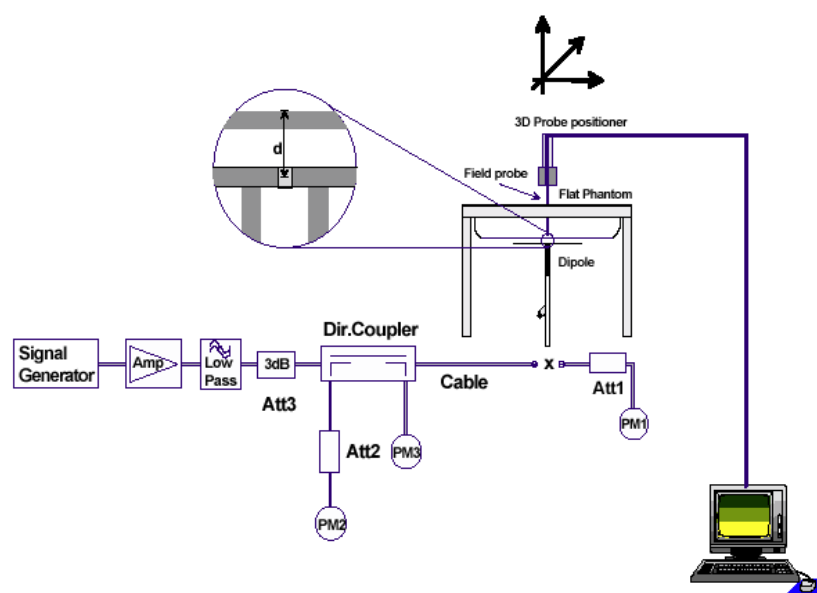 3D Probe positioner
d
Field probe
Flat Phantom
Dipole
Dir.Coupler
Signal
Generator
Amp
Low
Pass
3dB
Att3
Cable
x
Att1
PM1
Att2
PM3
PM2